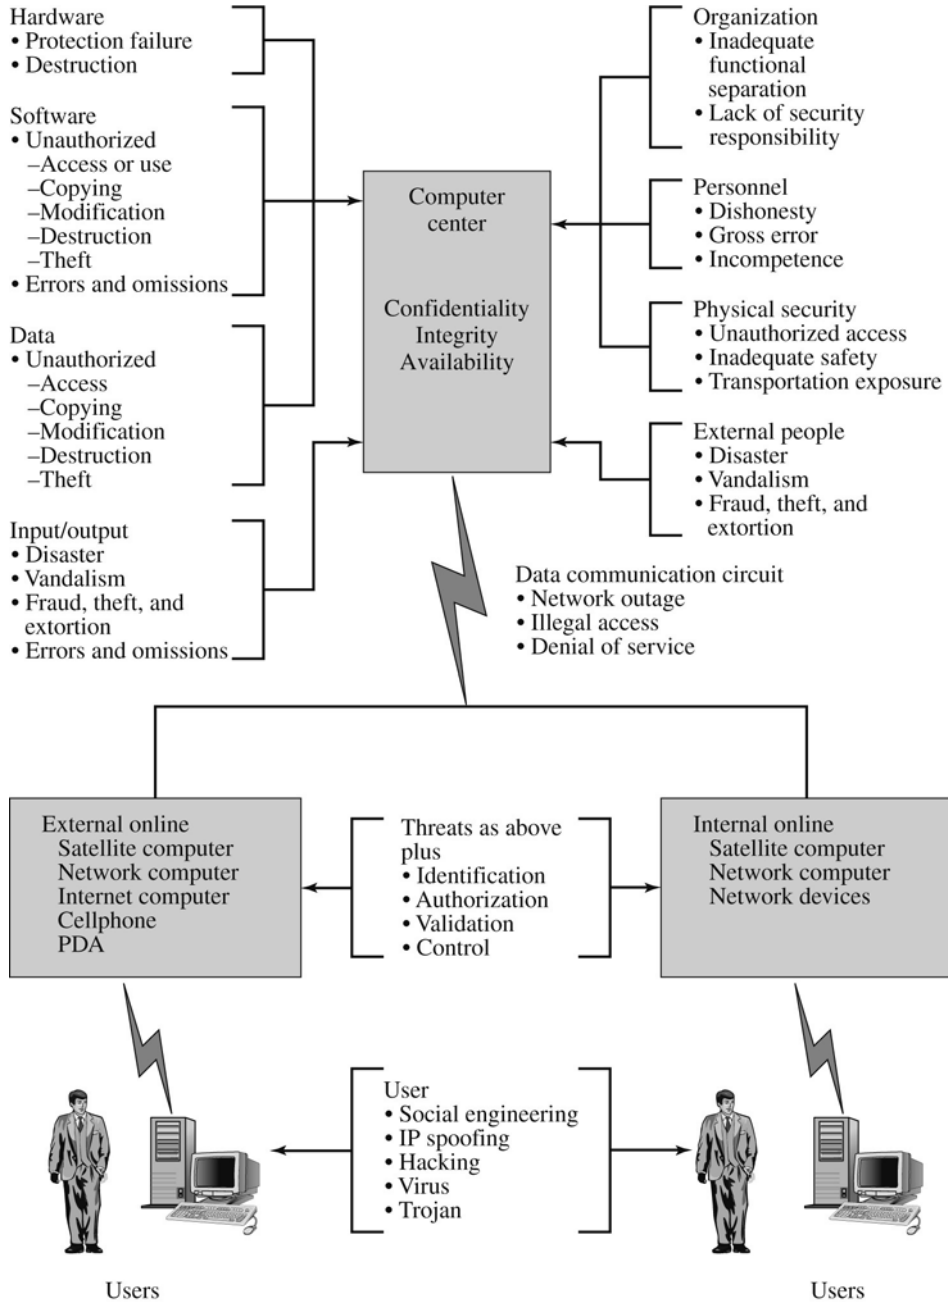 Hardware
• Protection failure
• Destruction
Software
• Unauthorized
–Access or use
–Copying
–Modification
–Destruction
–Theft
• Errors and omissions
Data
• Unauthorized
–Access
–Copying
–Modification
–Destruction
–Theft
Input/output
• Disaster
• Vandalism
• Fraud, theft, and
extortion
• Errors and omissions
Computer
center
Confidentiality
Integrity
Availability
Organization
• Inadequate
functional
separation
• Lack of security
responsibility
Personnel
• Dishonesty
• Gross error
• Incompetence
Physical security
• Unauthorized access
• Inadequate safety
• Transportation exposure
External people
• Disaster
• Vandalism
• Fraud, theft, and
extortion
Data communication circuit
• Network outage
• Illegal access
• Denial of service
External online
Satellite computer
Network computer
Internet computer
Cellphone
PDA
Threats as above
plus
• Identification
• Authorization
• Validation
• Control
Internal online
Satellite computer
Network computer
Network devices
User
• Social engineering
• IP spoofing
• Hacking
• Virus
• Trojan
Users
Users